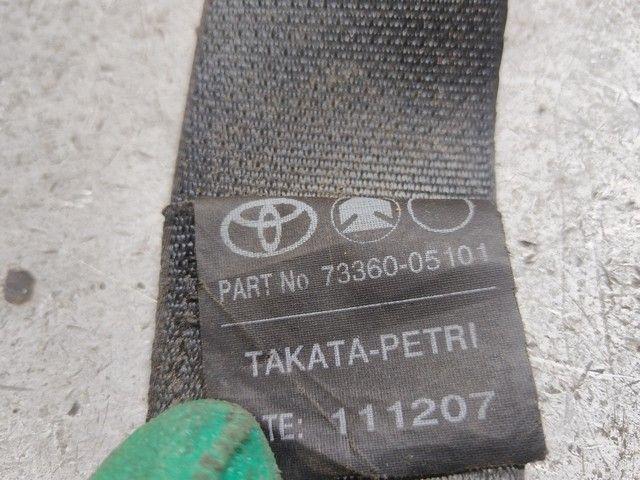 PART No 73360-05101
TAKATA-PETRI
TE: 111207